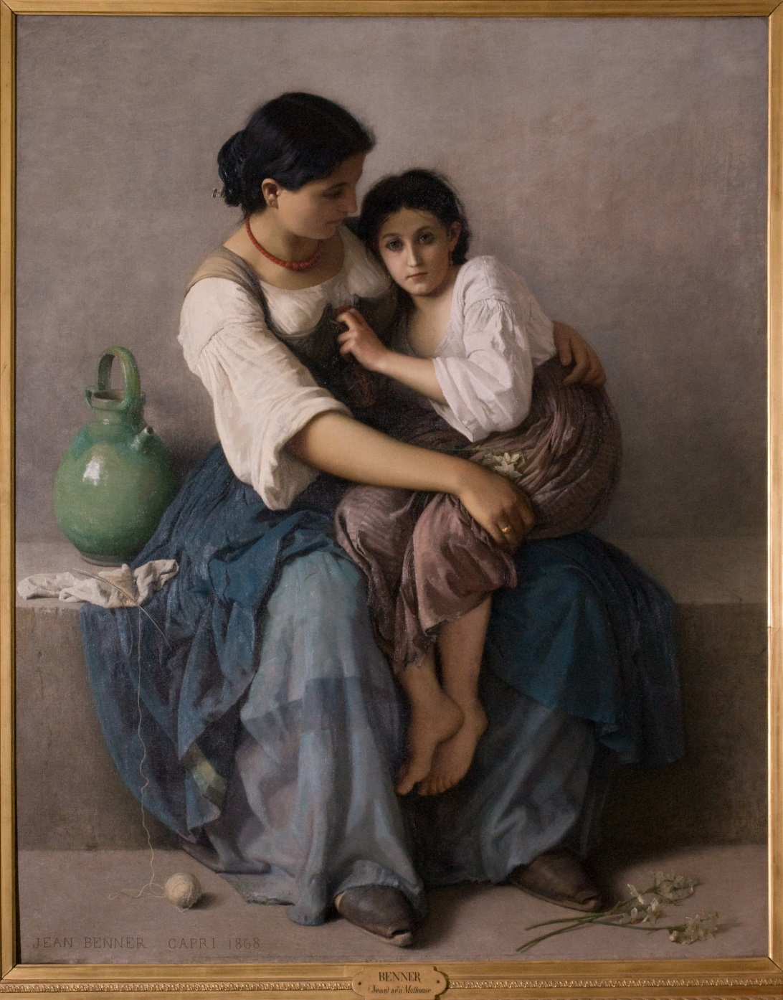 JEAN BENNER CAPRI 1868
BENNER
(Jean) né à Mulhouse